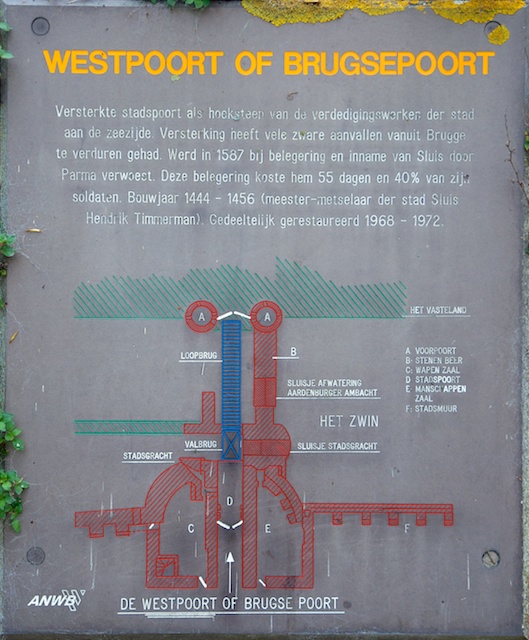 WESTPOORT OF BRUGSEPOORT
Versterkte stadspoort als hoeksteen van de verdedigingswerken der stad
aan de zeezijde. Versterking heeft vele zware aanvallen vanuit Brugge
te verduren gehad. Werd in 1587 bij belegering en inname van Sluis door
Parma verwoest. Deze belegering koste hem 55 dagen en 40% van zijn
soldaten. Bouwjaar 1444 - 1456 (meester-metselaar der stad Sluis
Hendrik Timmerman). Gedeeltelijk gerestaureerd 1968 - 1972.
HET VASTELAND
A
A
LOOPBRUG
B
A. VOORPOORT
B: STENEN BEER
C: WAPEN ZAAL
D STADSPOORT
E MANSCHAPPEN
ZAAL
F: STADSMUUR
SLUISJE AFWATERING
AARDENBURGER AMBACHT
HET ZWIN
VALBRUG
SLUISJE STADSGRACHT
STADSGRACHT
D
C
E
F
ANWB
DE WESTPOORT OF BRUGSE POORT